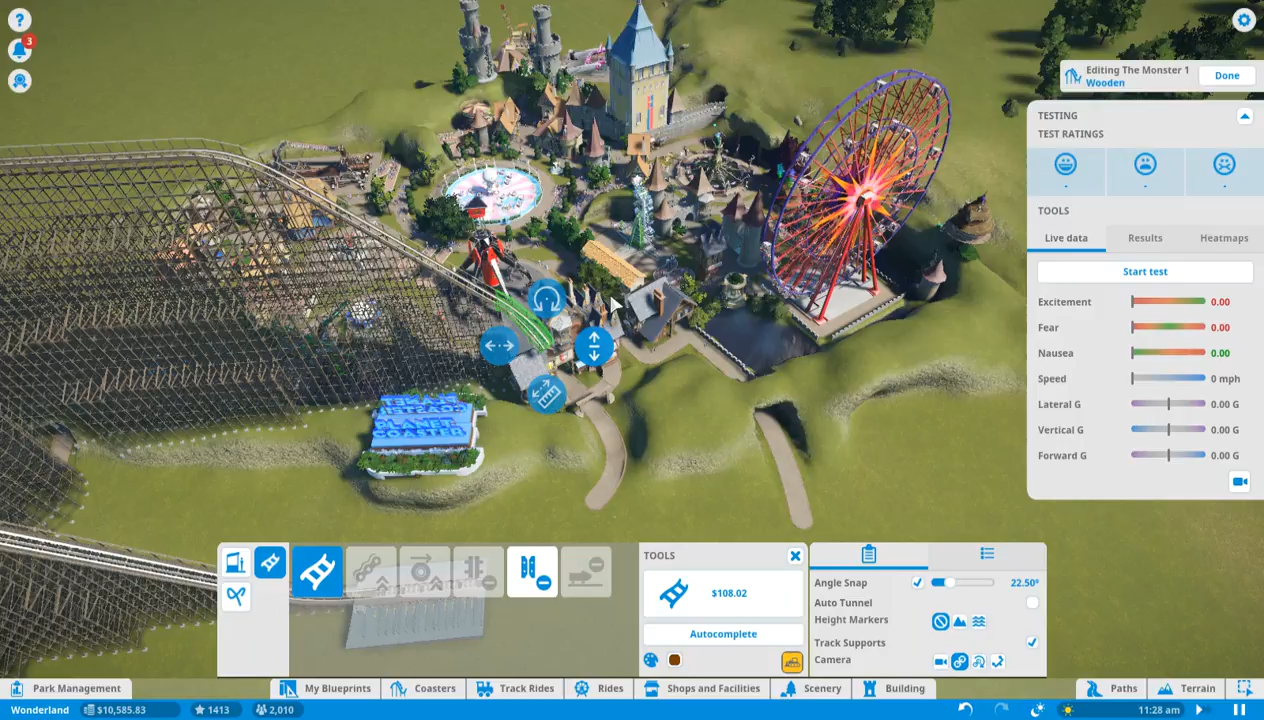 ?
3
Editing The Monster 1
Wooden
Done
TESTING
TEST RATINGS
- - -
TOOLS
Live data Results Heatmaps
Start test
Excitement 0.00
Fear 0.00
Nausea 0.00
Speed 0 mph
Lateral G 0.00 G
Vertical G 0.00 G
Forward G 0.00 G
PLANET
COASTER
TOOLS
$108.02
Autocomplete
Angle Snap 22.50°
Auto Tunnel
Height Markers
Track Supports
Camera
Park Management My Blueprints Coasters Track Rides Rides Shops and Facilities Scenery Building Paths Terrain
Wonderland $10,585.83 1413 2,010 11:28 am